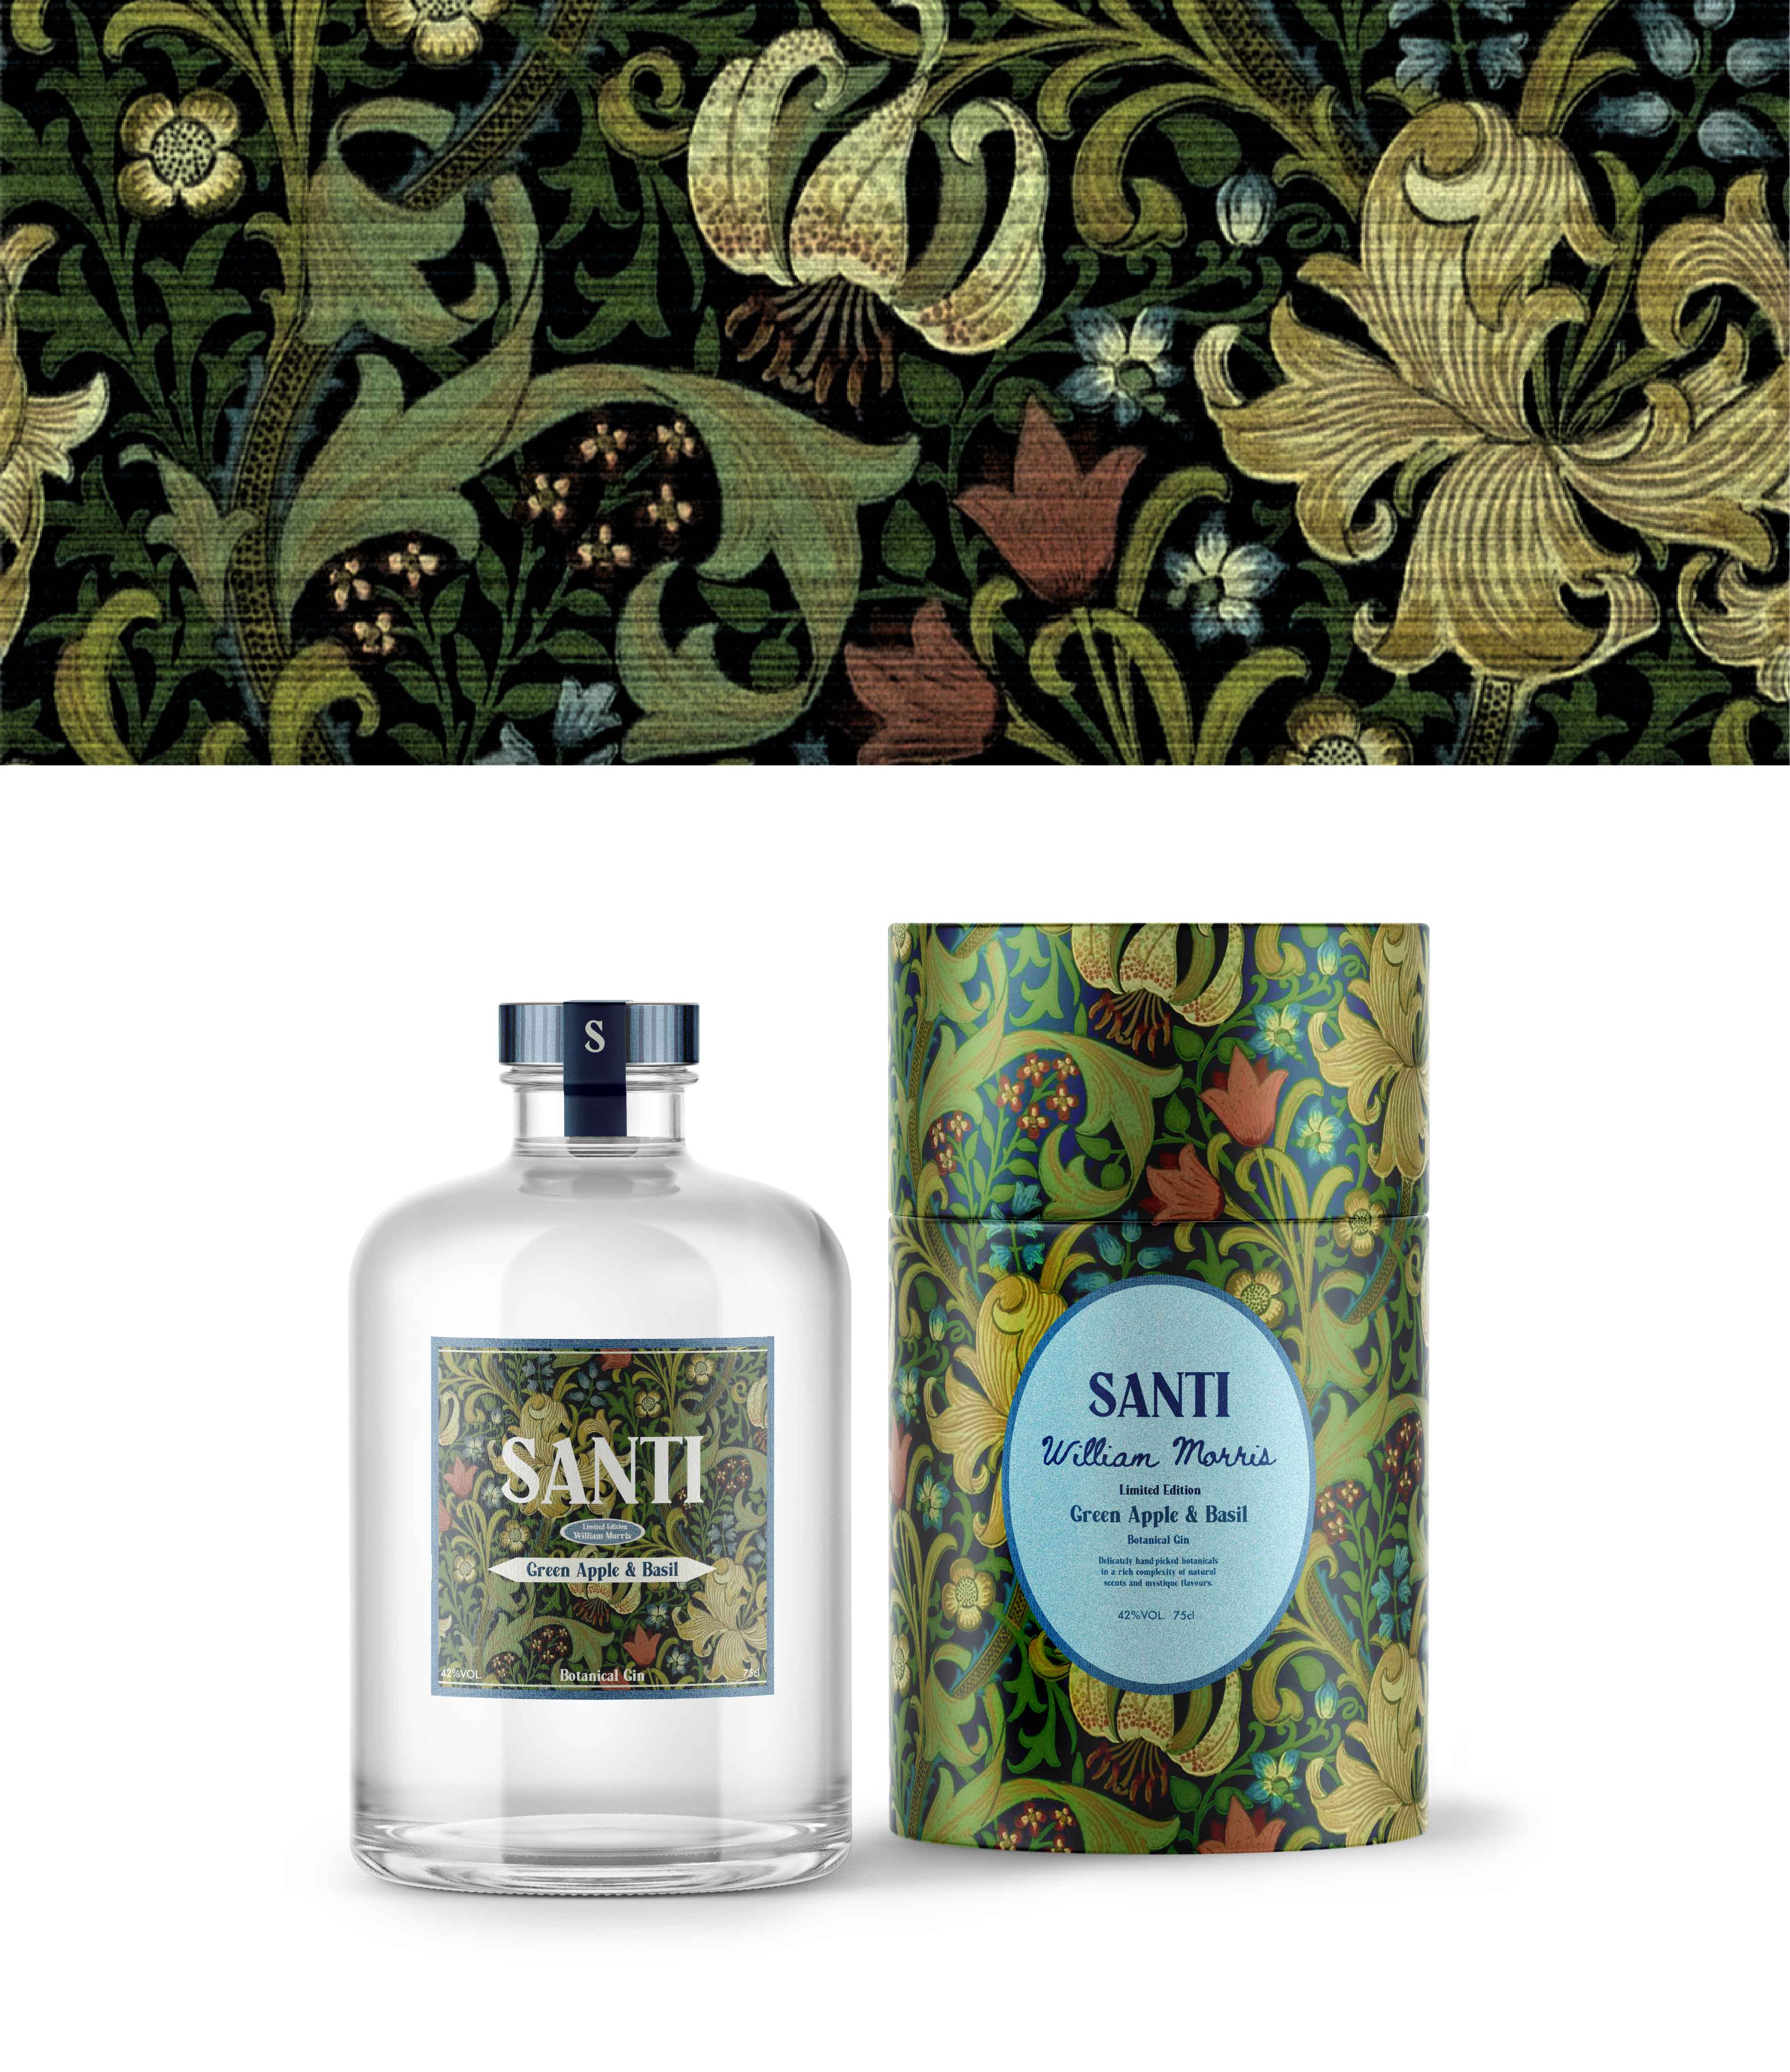 S
SANTI
Limited Edition
William Morris
Green Apple & Basil
42%VOL.
Botanical Gin
75cl
SANTI
William Morris
Limited Edition
Green Apple & Basil
Botanical Gin
Delicately hand picked botanicals
in a rich complexity of natural
scents and mystique flavours.
42%VOL. 75cl